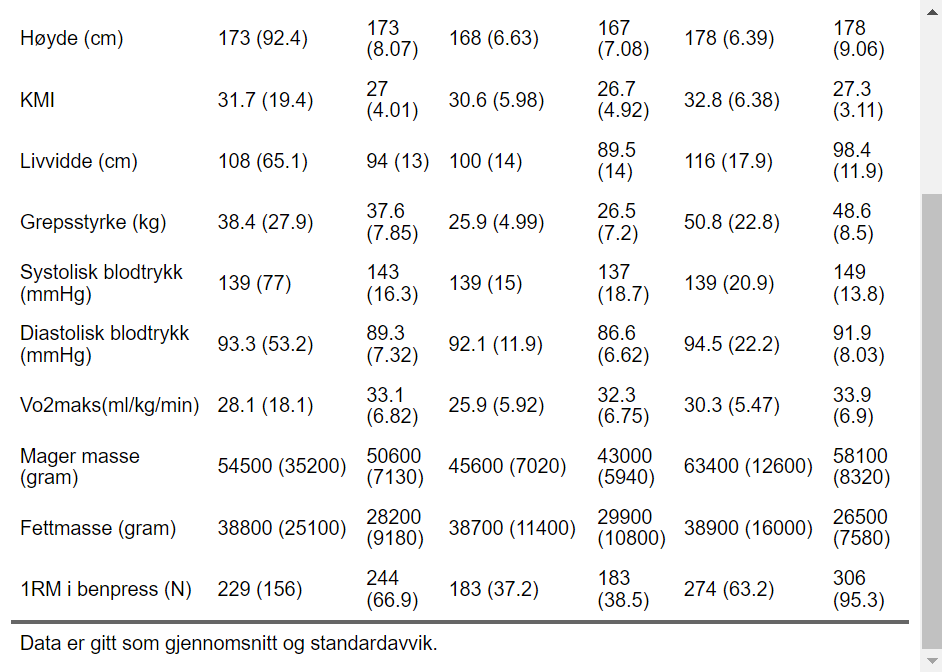 Høyde (cm) 173 (92.4) 173 (8.07) 168 (6.63) 167 (7.08) 178 (6.39) 178 (9.06)
KMI 31.7 (19.4) 27 (4.01) 30.6 (5.98) 26.7 (4.92) 32.8 (6.38) 27.3 (3.11)
Livvidde (cm) 108 (65.1) 94 (13) 100 (14) 89.5 (14) 116 (17.9) 98.4 (11.9)
Grepsstyrke (kg) 38.4 (27.9) 37.6 (7.85) 25.9 (4.99) 26.5 (7.2) 50.8 (22.8) 48.6 (8.5)
Systolisk blodtrykk (mmHg) 139 (77) 143 (16.3) 139 (15) 137 (18.7) 139 (20.9) 149 (13.8)
Diastolisk blodtrykk (mmHg) 93.3 (53.2) 89.3 (7.32) 92.1 (11.9) 86.6 (6.62) 94.5 (22.2) 91.9 (8.03)
Vo2maks(ml/kg/min) 28.1 (18.1) 33.1 (6.82) 25.9 (5.92) 32.3 (6.75) 30.3 (5.47) 33.9 (6.9)
Mager masse (gram) 54500 (35200) 50600 (7130) 45600 (7020) 43000 (5940) 63400 (12600) 58100 (8320)
Fettmasse (gram) 38800 (25100) 28200 (9180) 38700 (11400) 29900 (10800) 38900 (16000) 26500 (7580)
1RM i benpress (N) 229 (156) 244 (66.9) 183 (37.2) 183 (38.5) 274 (63.2) 306 (95.3)
Data er gitt som gjennomsnitt og standardavvik.